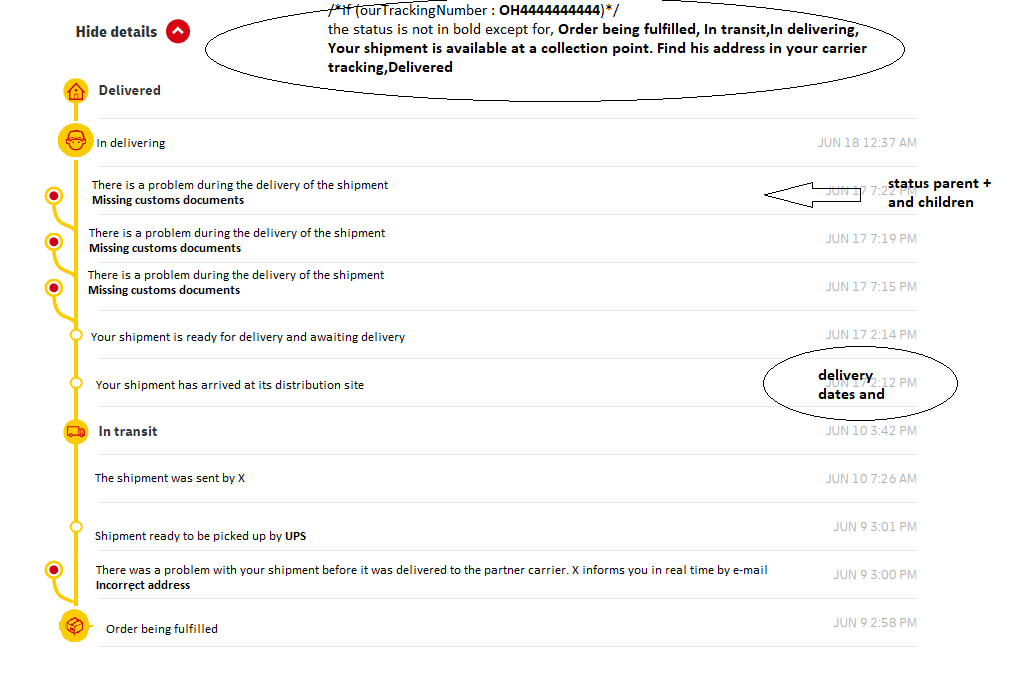 /*If (ourTrackingNumber : OH4444444444)*/
Hide details
the status is not in bold except for, Order being fulfilled, In transit,In delivering,
Your shipment is available at a collection point. Find his address in your carrier
tracking,Delivered
Delivered
In delivering JUN 18 12:37 AM
There is a problem during the delivery of the shipment
Missing customs documents JUN 17 7:22 PM
status parent +
and children
There is a problem during the delivery of the shipment
Missing customs documents JUN 17 7:19 PM
There is a problem during the delivery of the shipment
Missing customs documents JUN 17 7:15 PM
Your shipment is ready for delivery and awaiting delivery JUN 17 2:14 PM
Your shipment has arrived at its distribution site JUN 17 2:12 PM
delivery
dates and
In transit JUN 10 3:42 PM
The shipment was sent by X JUN 10 7:26 AM
Shipment ready to be picked up by UPS JUN 9 3:01 PM
There was a problem with your shipment before it was delivered to the partner carrier. X informs you in real time by e-mail
Incorrect address JUN 9 3:00 PM
Order being fulfilled JUN 9 2:58 PM